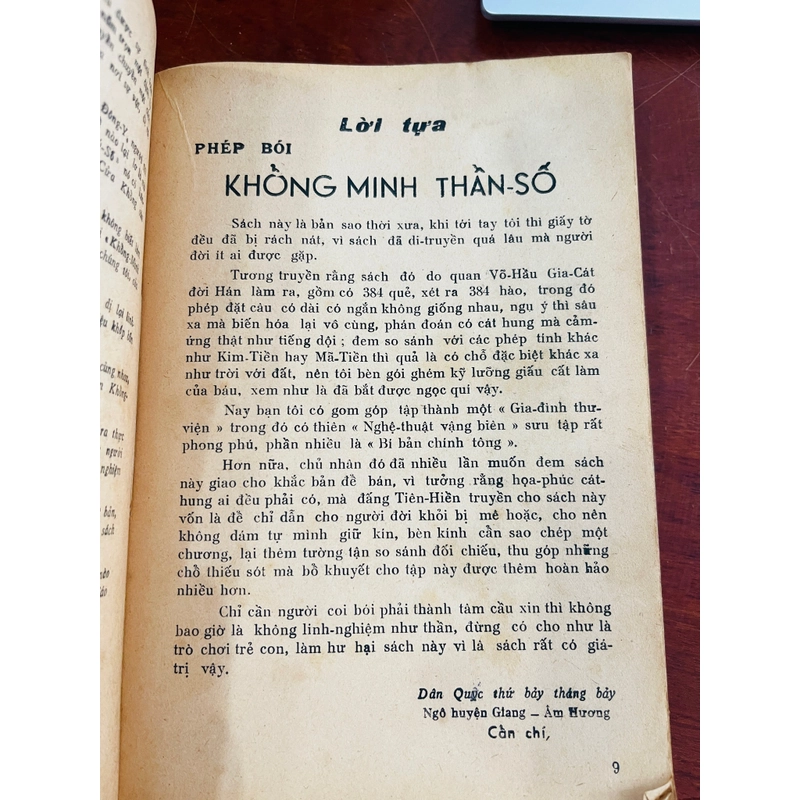 Lời tựa
PHÉP BÓI
KHỔNG MINH THẦN-SỐ
Sách này là bản sao thời xưa, khi tới tay tôi thì giấy tờ
đều đã bị rách nát, vì sách đã di-truyền quá lâu mà người
đời ít ai được gặp.
Tương truyền rằng sách đó do quan Võ-Hầu Gia-Cát
đời Hán làm ra, gồm có 384 quẻ, xét ra 384 hào, trong đó
phép đặt câu có dài có ngắn không giống nhau, ngụ ý thì sâu
xa mà biến hóa lại vô cùng, phán đoán có cát hung mà cảm-
ứng thật như tiếng dội ; đem so sánh với các phép tính khác
như Kim-Tiền hay Mã-Tiền thì quả là có chỗ đặc biệt khác xa
như trời với đất, nên tôi bèn gói ghém kỹ lưỡng giấu cất làm
của báu, xem như là đã bắt được ngọc quí vậy.
Nay bạn tôi có gom góp tập thành một « Gia-đình thư-
viện » trong đó có thiên « Nghệ-thuật vặng biên » sưu tập rất
phong phú, phần nhiều là « Bí bản chính tông ».
Hơn nữa, chủ nhân đó đã nhiều lần muốn đem sách
này giao cho khắc bản để bán, vì tưởng rằng họa-phúc cát-
hung ai đều phải có, mà đấng Tiên-Hiền truyền cho sách này
vốn là để chỉ dẫn cho người đời khỏi bị mê hoặc, cho nên
không dám tự mình giữ kín, bèn kính cẩn sao chép một
chương, lại thêm tường tận so sánh đối chiếu, thu góp những
chỗ thiếu sót mà bổ khuyết cho tập này được thêm hoàn hảo
nhiều hơn.
Chỉ cần người coi bói phải thành tâm cầu xin thì không
bao giờ là không linh-nghiệm như thần, đừng có cho như là
trò chơi trẻ con, làm hư hại sách này vì là sách rất có giá-
trị vậy.
Dân Quốc thứ bảy tháng bảy
Ngô huyện Giang — Âm Hương
Cẩn chí,
9